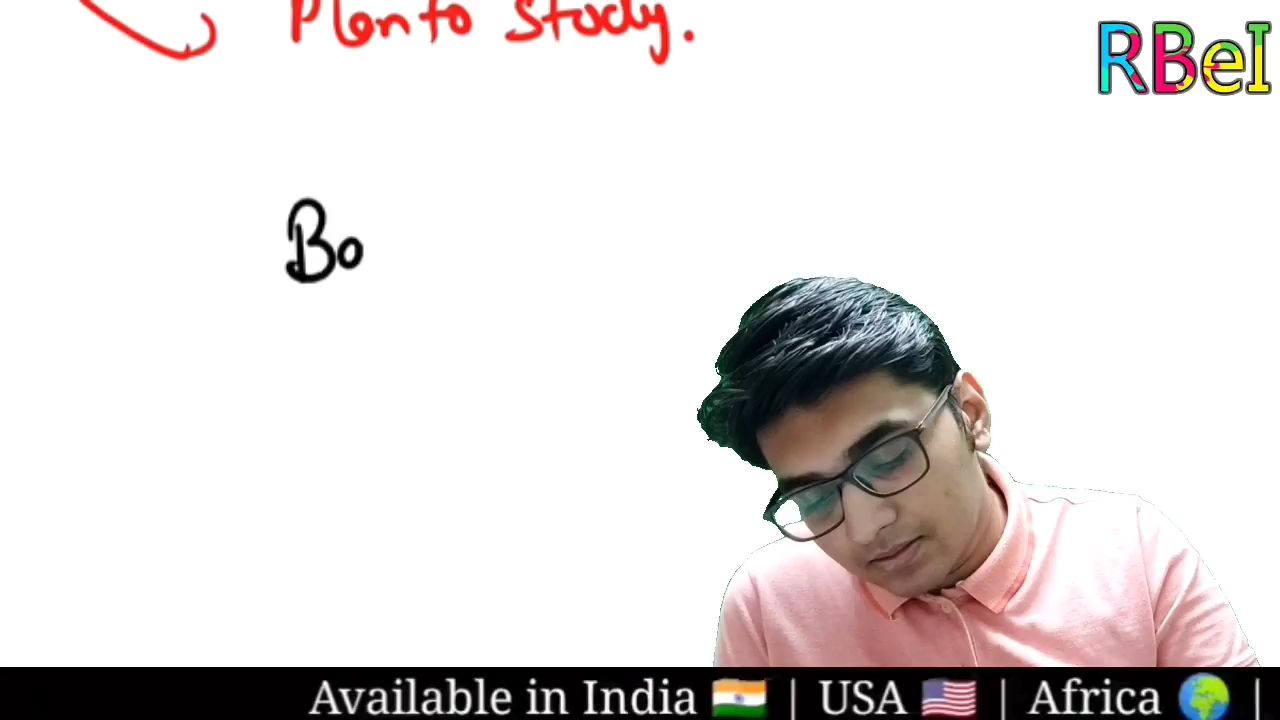 Plan to Study.
RBeI
Bo
Available in India 🇮🇳 | USA 🇺🇸 | Africa 🌍 |